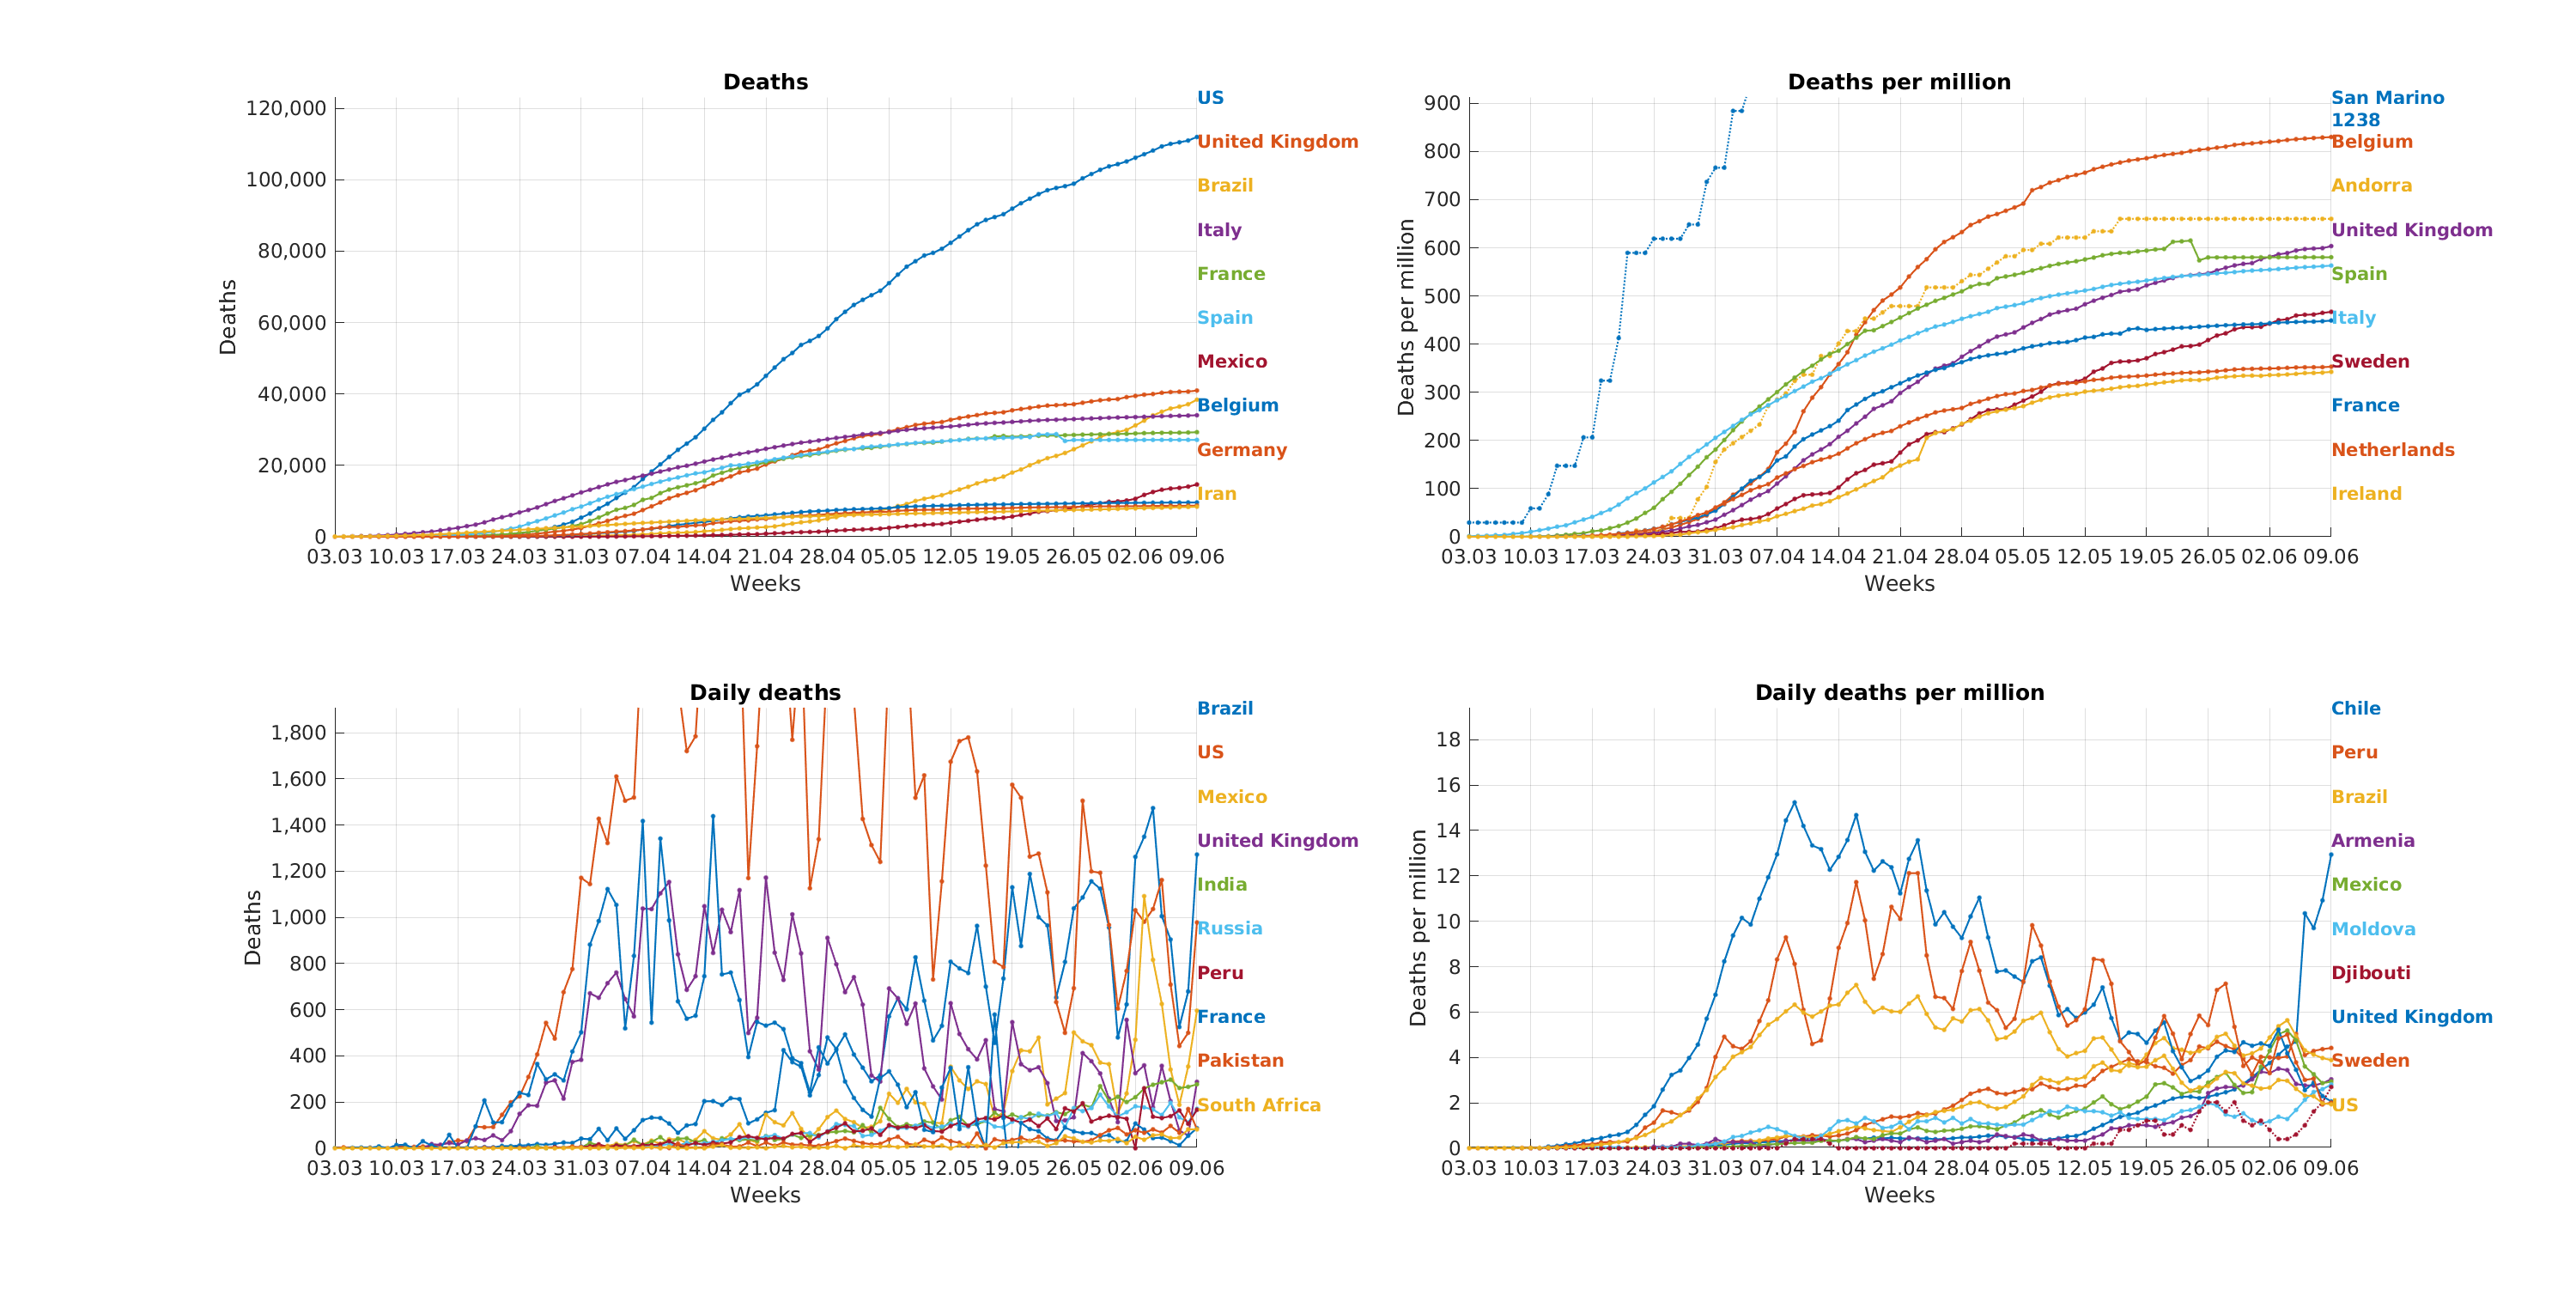 Deaths
120,000
100,000
80,000
60,000
40,000
20,000
0
Deaths
03.03 10.03 17.03 24.03 31.03 07.04 14.04 21.04 28.04 05.05 12.05 19.05 26.05 02.06 09.06
Weeks
US
United Kingdom
Brazil
Italy
France
Spain
Mexico
Belgium
Germany
Iran
Deaths per million
900
800
700
600
500
400
300
200
100
0
Deaths per million
03.03 10.03 17.03 24.03 31.03 07.04 14.04 21.04 28.04 05.05 12.05 19.05 26.05 02.06 09.06
Weeks
San Marino
1238
Belgium
Andorra
United Kingdom
Spain
Italy
Sweden
France
Netherlands
Ireland
Daily deaths
1,800
1,600
1,400
1,200
1,000
800
600
400
200
0
Deaths
03.03 10.03 17.03 24.03 31.03 07.04 14.04 21.04 28.04 05.05 12.05 19.05 26.05 02.06 09.06
Weeks
Brazil
US
Mexico
United Kingdom
India
Russia
Peru
France
Pakistan
South Africa
Daily deaths per million
18
16
14
12
10
8
6
4
2
0
Deaths per million
03.03 10.03 17.03 24.03 31.03 07.04 14.04 21.04 28.04 05.05 12.05 19.05 26.05 02.06 09.06
Weeks
Chile
Peru
Brazil
Armenia
Mexico
Moldova
Djibouti
United Kingdom
Sweden
US